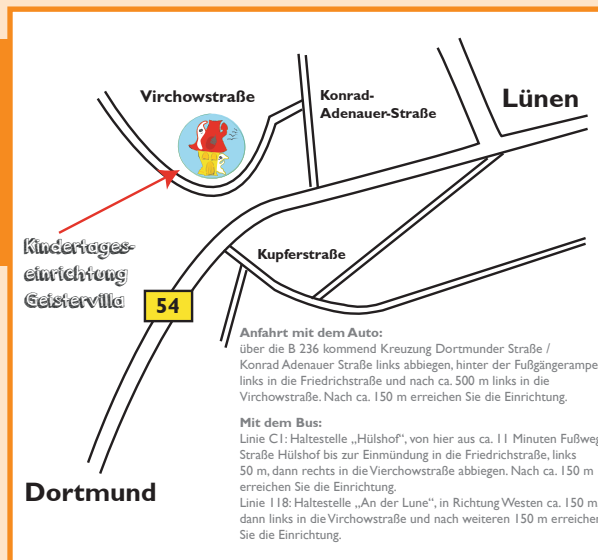 Virchowstraße
Konrad-
Adenauer-Straße
Lünen
Kindertages-
einrichtung
Geistervilla
Kupferstraße
54
Anfahrt mit dem Auto:
über die B 236 kommend Kreuzung Dortmunder Straße /
Konrad Adenauer Straße links abbiegen, hinter der Fußgängerampe
links in die Friedrichstraße und nach ca. 500 m links in die
Virchowstraße. Nach ca. 150 m erreichen Sie die Einrichtung.
Mit dem Bus:
Linie C1: Haltestelle „Hülshof“, von hier aus ca. 11 Minuten Fußweg
Straße Hülshof bis zur Einmündung in die Friedrichstraße, links
50 m, dann rechts in die Vierchowstraße abbiegen. Nach ca. 150 m
erreichen Sie die Einrichtung.
Linie 118: Haltestelle „An der Lune“, in Richtung Westen ca. 150 m
dann links in die Virchowstraße und nach weiteren 150 m erreichen
Sie die Einrichtung.
Dortmund